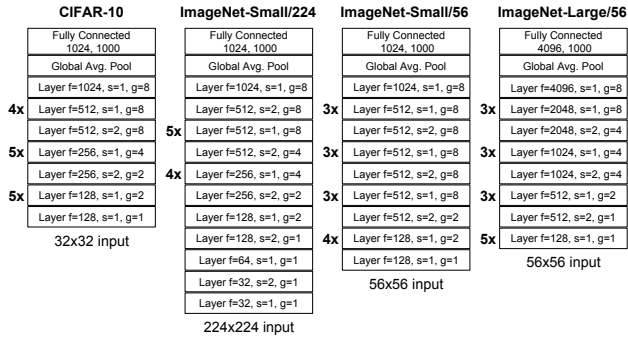 CIFAR-10
Fully Connected
1024, 1000
Global Avg. Pool
Layer f=1024, s=1, g=8
4x Layer f=512, s=1, g=8
Layer f=512, s=2, g=8
5x Layer f=256, s=1, g=4
Layer f=256, s=2, g=2
5x Layer f=128, s=1, g=2
Layer f=128, s=1, g=1
32x32 input
ImageNet-Small/224
Fully Connected
1024, 1000
Global Avg. Pool
Layer f=1024, s=1, g=8
Layer f=512, s=2, g=8
5x Layer f=512, s=1, g=8
Layer f=512, s=2, g=4
4x Layer f=256, s=1, g=4
Layer f=256, s=2, g=2
Layer f=128, s=1, g=2
Layer f=128, s=2, g=1
Layer f=64, s=1, g=1
Layer f=32, s=2, g=1
Layer f=32, s=1, g=1
224x224 input
ImageNet-Small/56
Fully Connected
1024, 1000
Global Avg. Pool
Layer f=1024, s=1, g=8
3x Layer f=512, s=1, g=8
Layer f=512, s=2, g=8
3x Layer f=512, s=1, g=8
Layer f=512, s=2, g=8
3x Layer f=512, s=1, g=8
Layer f=512, s=2, g=2
4x Layer f=128, s=1, g=2
Layer f=128, s=1, g=1
56x56 input
ImageNet-Large/56
Fully Connected
4096, 1000
Global Avg. Pool
Layer f=4096, s=1, g=8
3x Layer f=2048, s=1, g=8
Layer f=2048, s=2, g=4
3x Layer f=1024, s=1, g=4
Layer f=1024, s=2, g=4
3x Layer f=512, s=1, g=2
Layer f=512, s=2, g=1
5x Layer f=128, s=1, g=1
56x56 input